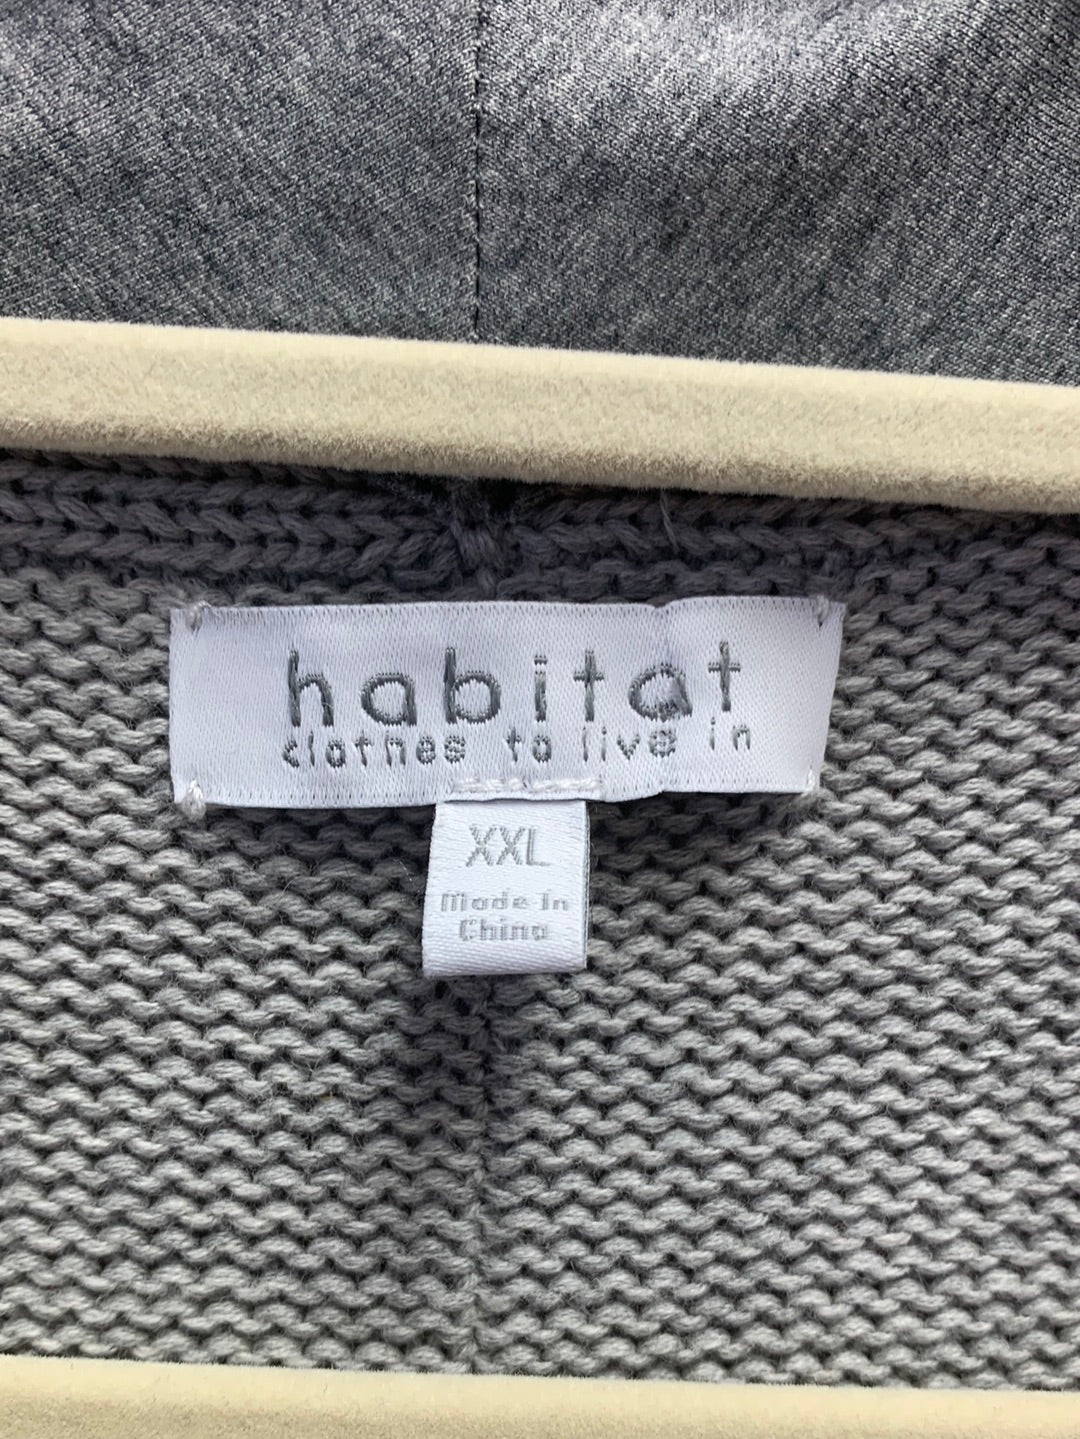 habitat
clothes to live in
XXL
Made In
China